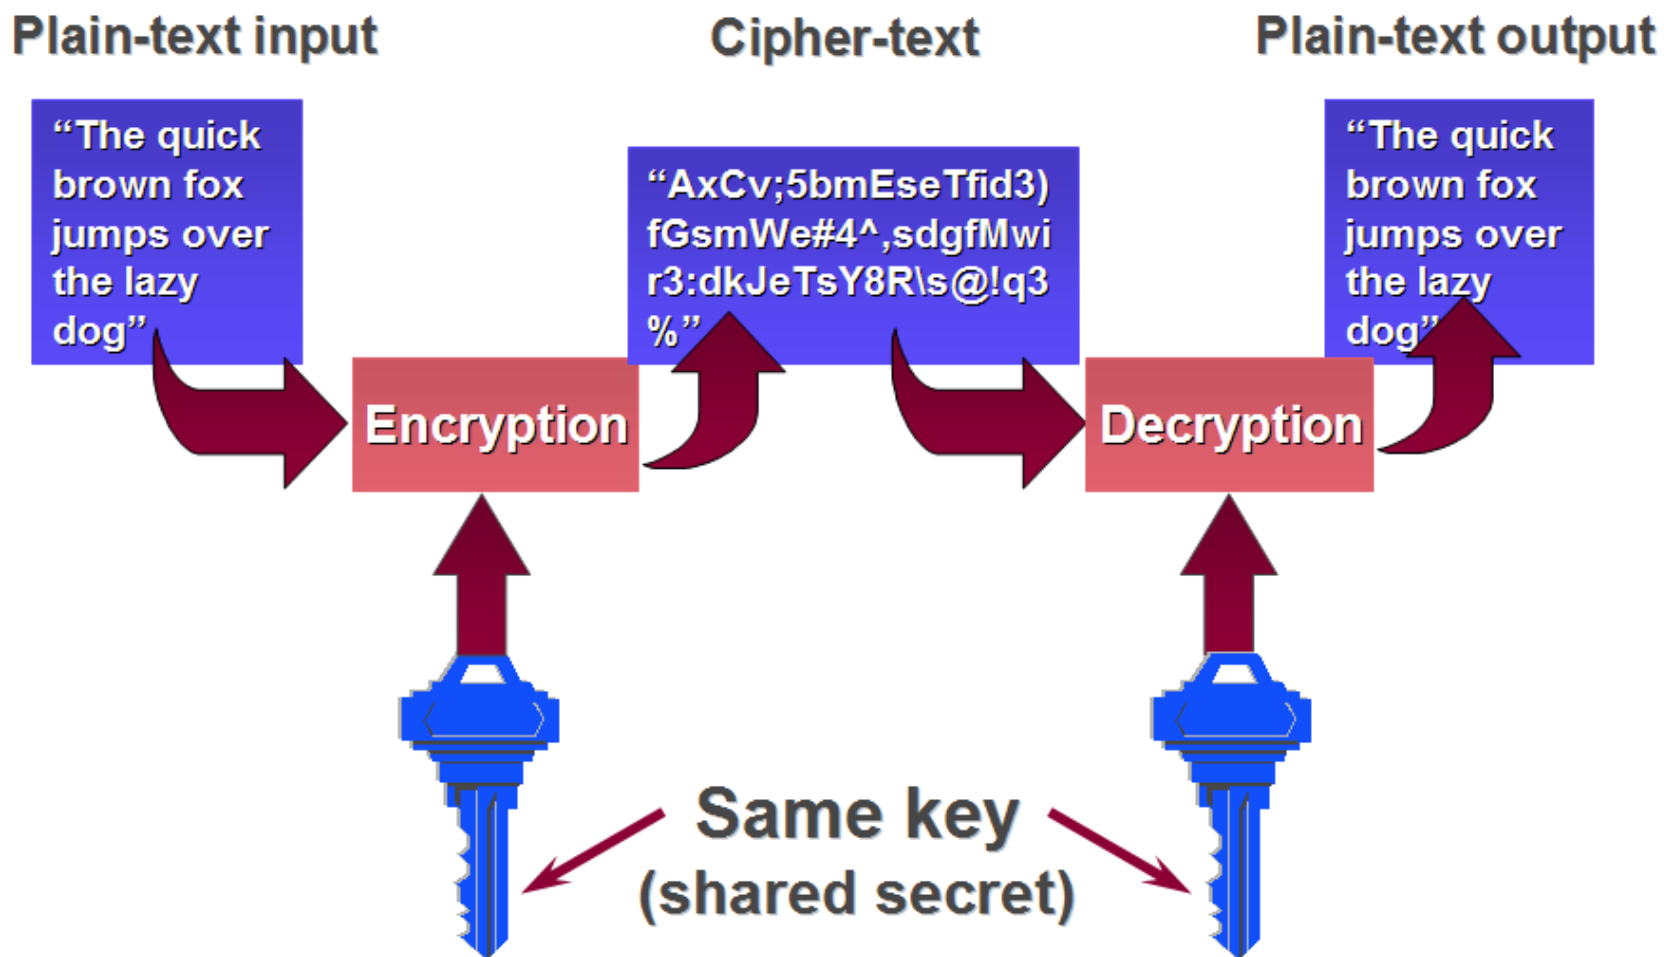 Plain-text input
Cipher-text
Plain-text output
“The quick
brown fox
jumps over
the lazy
dog”
“AxCv;5bmEseTfid3)
fGsmWe#4^,sdgfMwi
r3:dkJeTsY8R\s@!q3
%”
“The quick
brown fox
jumps over
the lazy
dog”
Encryption
Decryption
Same key
(shared secret)